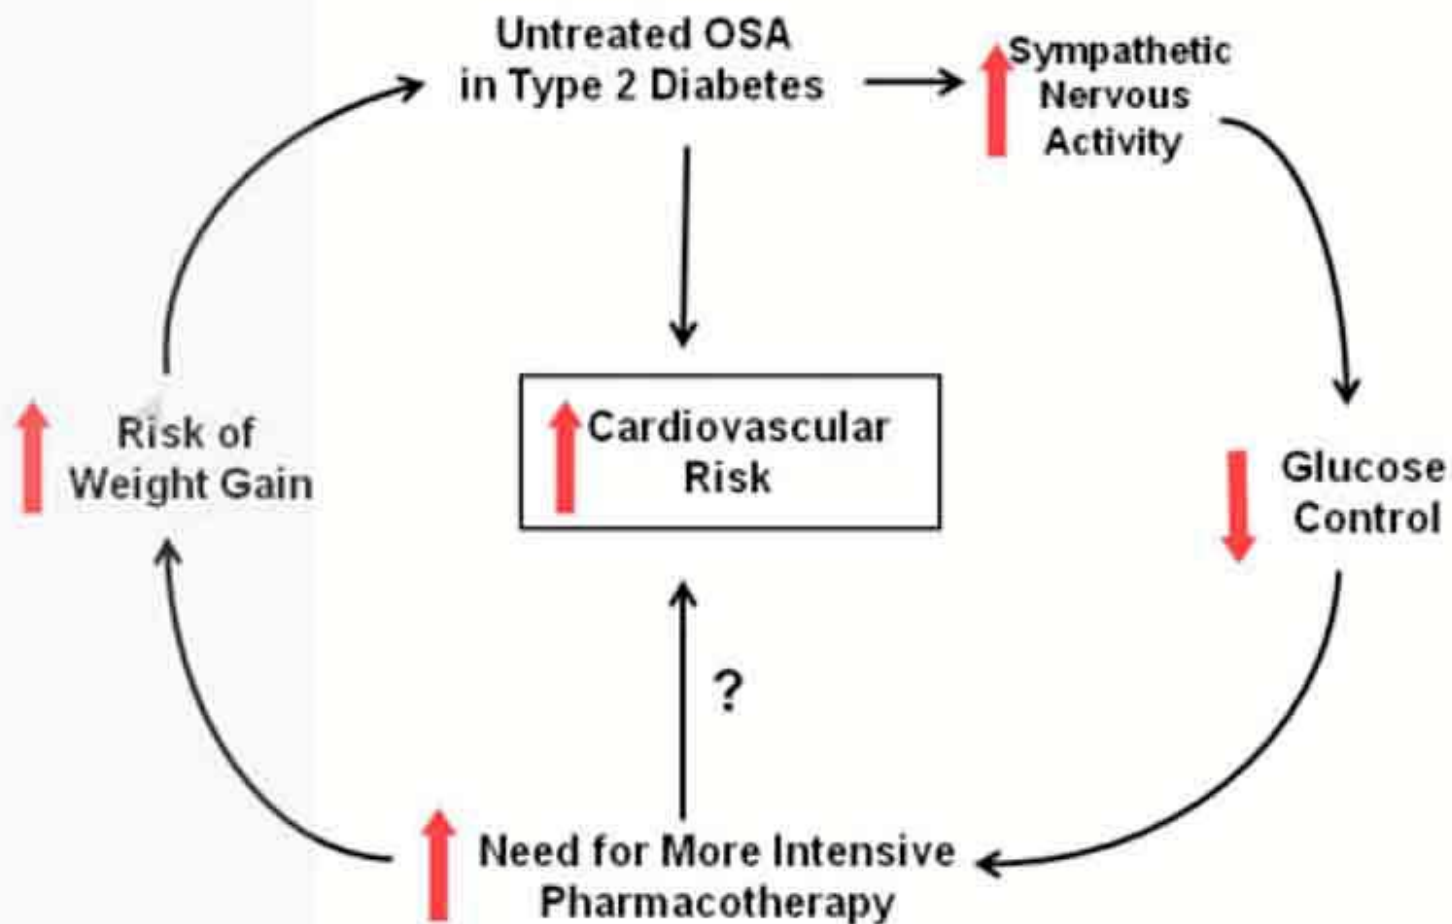 Untreated OSA
in Type 2 Diabetes
Sympathetic
Nervous
Activity
Glucose
Control
Need for More Intensive
Pharmacotherapy
Risk of
Weight Gain
Cardiovascular
Risk
?